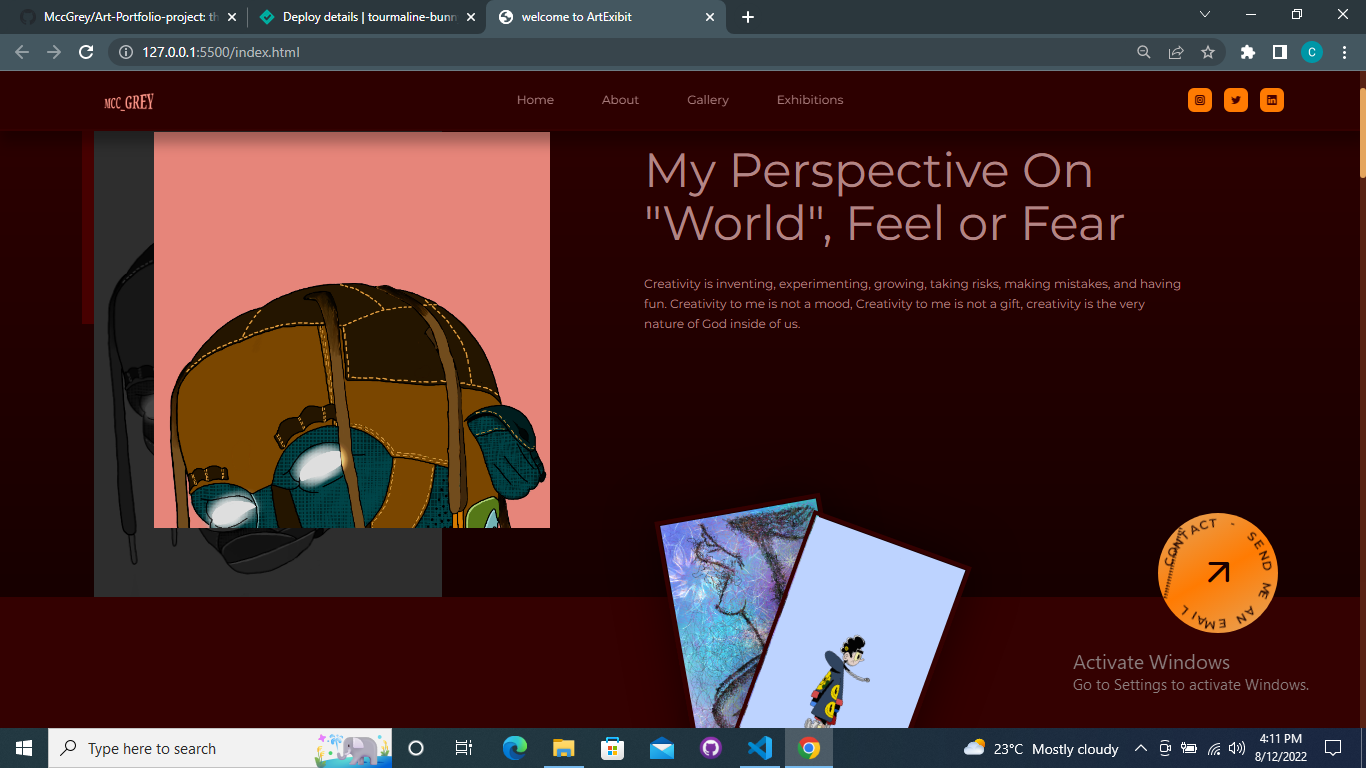 MccGrey/Art-Portfolio-project: th
Deploy details | tourmaline-bunn
welcome to ArtExibit
127.0.0.1:5500/index.html
C
MCC_GREY
Home
About
Gallery
Exhibitions
My Perspective On
"World", Feel or Fear
Creativity is inventing, experimenting, growing, taking risks, making mistakes, and having
fun. Creativity to me is not a mood, Creativity to me is not a gift, creativity is the very
nature of God inside of us.
CONTACT - SEND ME AN EMAIL
Activate Windows
Go to Settings to activate Windows.
Type here to search
23°C Mostly cloudy
4:11 PM
8/12/2022